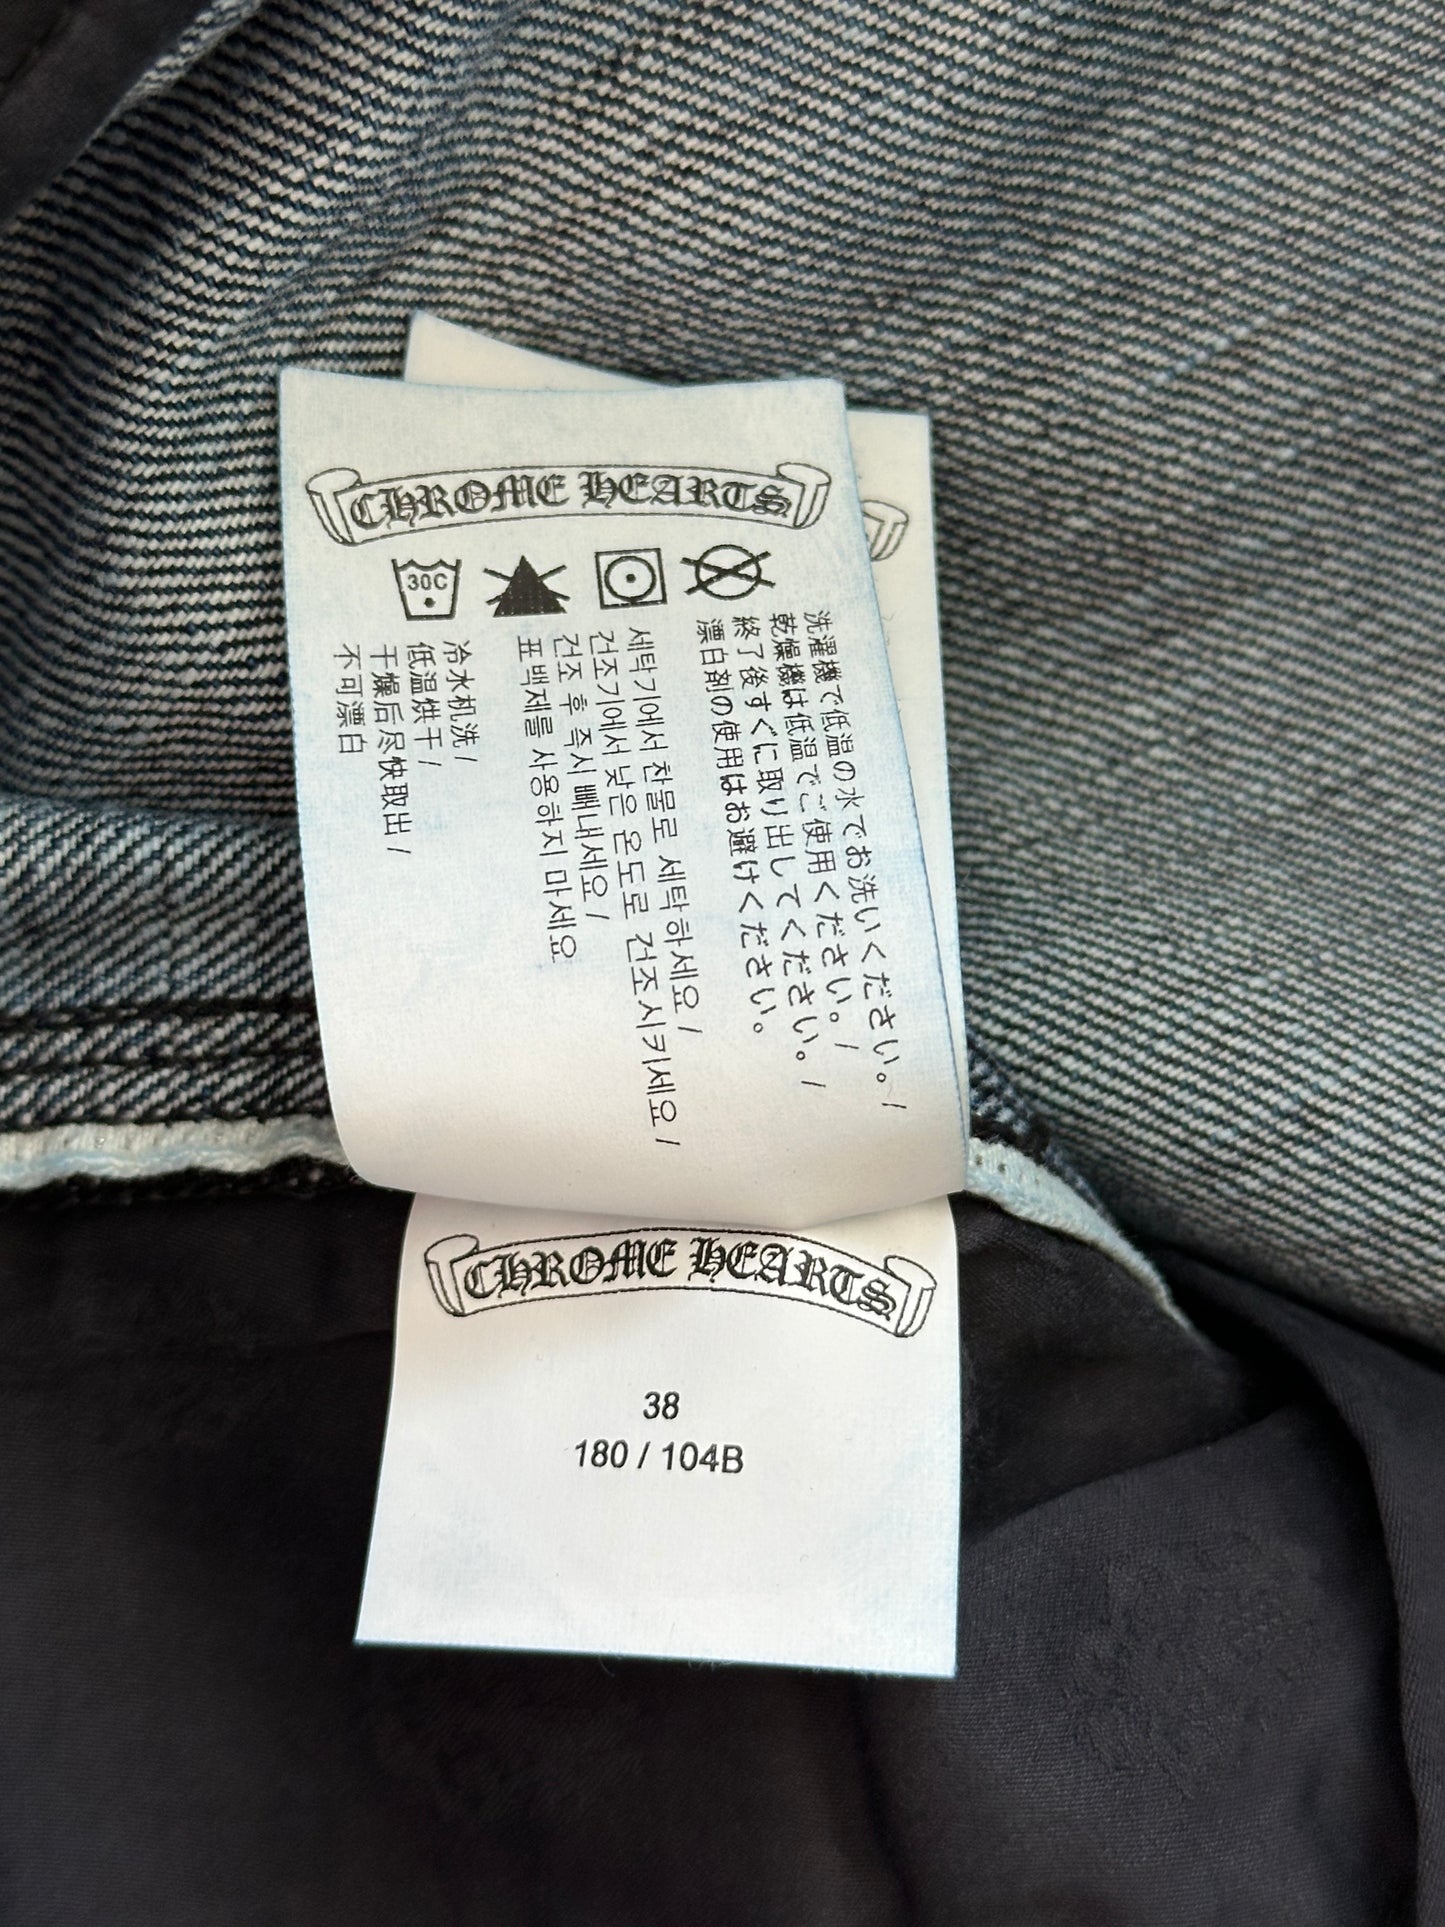 CHROME HEARTS
30C
洗濯機で低温の水でお洗いください。/
乾燥機は低温でご使用ください。/
終了後すぐに取り出してください。/
漂白剤の使用はお避けください。
세탁기에서 찬물로 세탁하세요 /
건조기에서 낮은 온도로 건조시키세요 /
건조 후 즉시 빼내세요 /
표백제를 사용하지 마세요
冷水机洗 /
低温烘干 /
干燥后尽快取出 /
不可漂白
CHROME HEARTS
38
180 / 104B